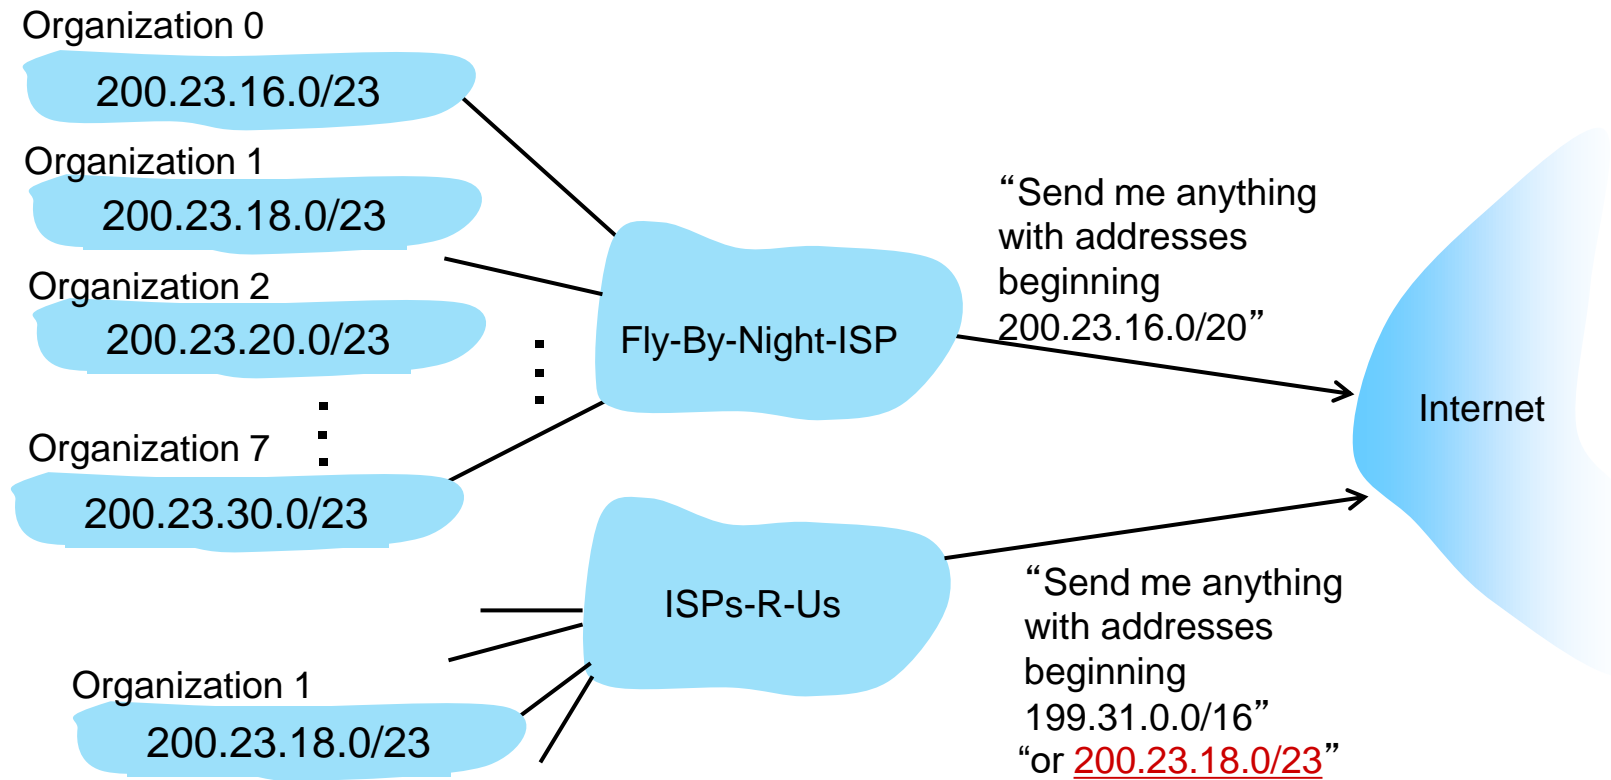 Organization 0
200.23.16.0/23
Organization 1
200.23.18.0/23
Organization 2
200.23.20.0/23
Organization 7
200.23.30.0/23
Fly-By-Night-ISP
“Send me anything
with addresses
beginning
200.23.16.0/20”
Internet
ISPs-R-Us
Organization 1
200.23.18.0/23
“Send me anything
with addresses
beginning
199.31.0.0/16”
“or 200.23.18.0/23”